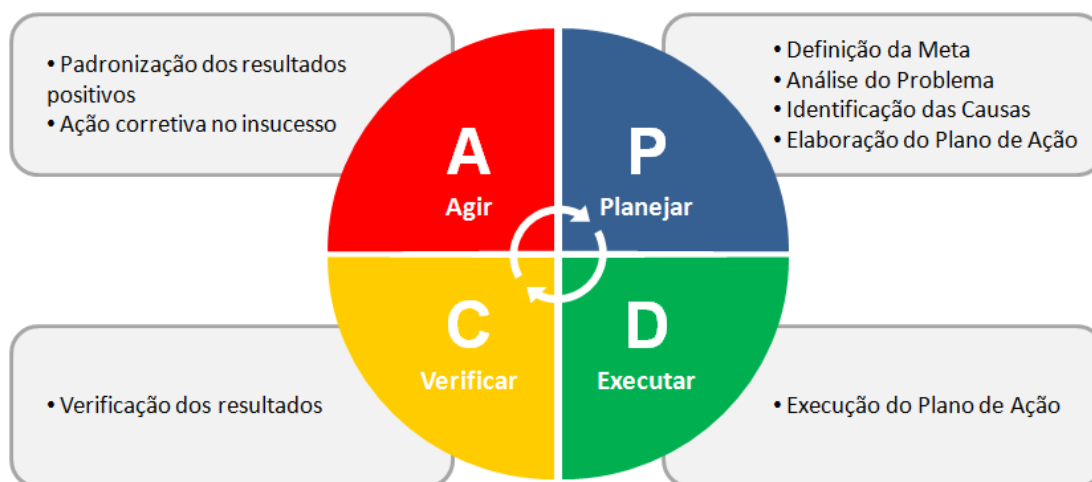 • Padronização dos resultados
positivos
• Ação corretiva no insucesso
A
Agir
P
Planejar
• Definição da Meta
• Análise do Problema
• Identificação das Causas
• Elaboração do Plano de Ação
• Verificação dos resultados
C
Verificar
D
Executar
• Execução do Plano de Ação